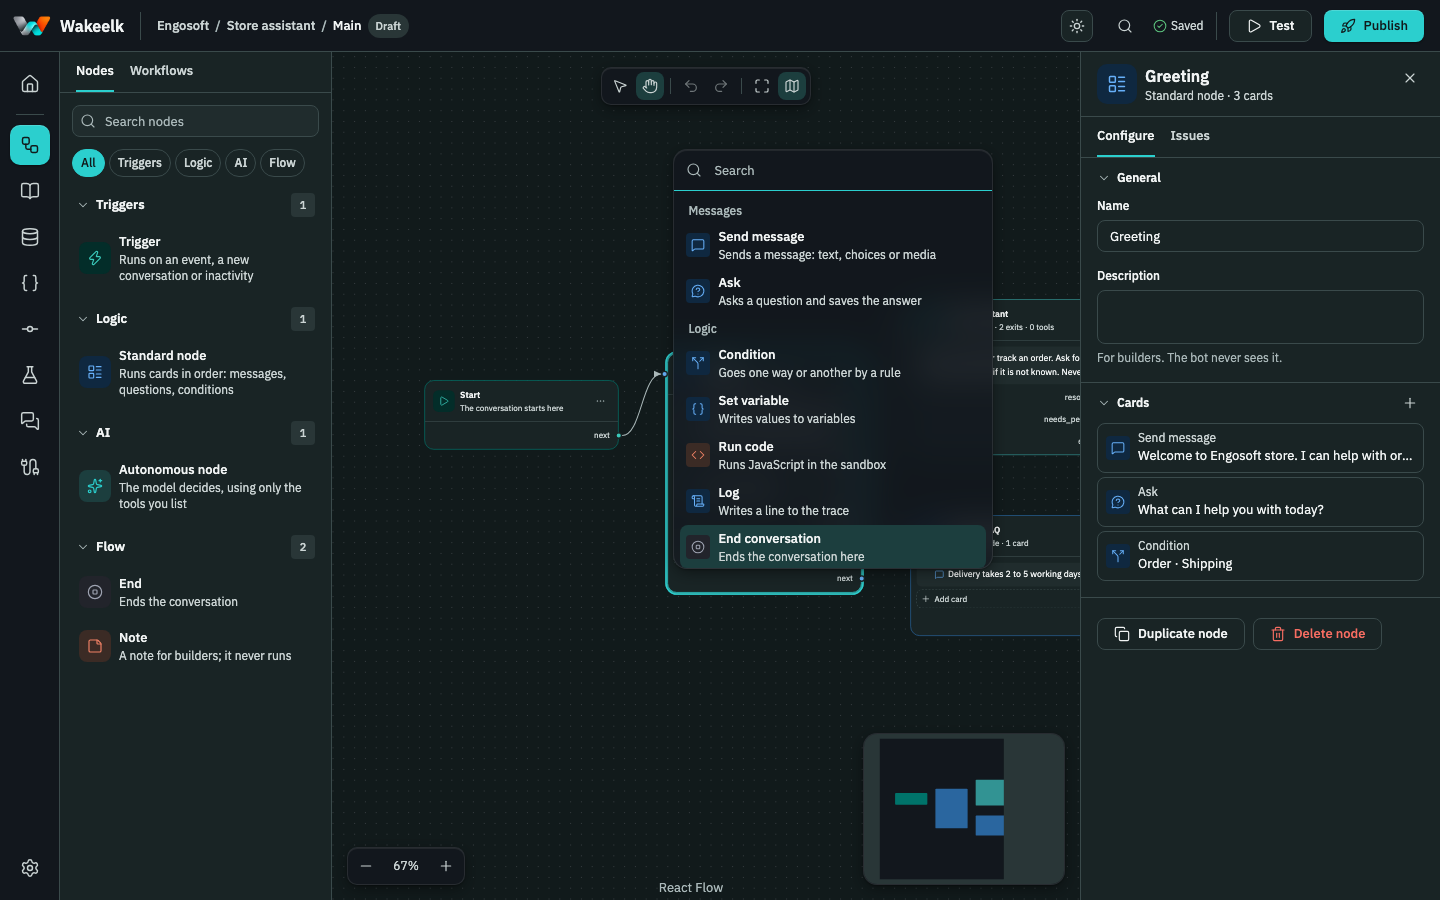 Wakeelk
Engosoft / Store assistant / Main
Draft
Saved
Test
Publish
Nodes
Workflows
Search nodes
All
Triggers
Logic
AI
Flow
Triggers
1
Trigger
Runs on an event, a new
conversation or inactivity
Logic
1
Standard node
Runs cards in order: messages,
questions, conditions
AI
1
Autonomous node
The model decides, using only the
tools you list
Flow
2
End
Ends the conversation
Note
A note for builders; it never runs
Start
The conversation starts here
next
Search
Messages
Send message
Sends a message: text, choices or media
Ask
Asks a question and saves the answer
Logic
Condition
Goes one way or another by a rule
Set variable
Writes values to variables
Run code
Runs JavaScript in the sandbox
Log
Writes a line to the trace
End conversation
Ends the conversation here
next
tant
· 2 exits · 0 tools
track an order. Ask fo
if it is not known. Neve
reso
needs_pe
· 1 card
Delivery takes 2 to 5 working days
Add card
67%
React Flow
Greeting
Standard node · 3 cards
Configure
Issues
General
Name
Greeting
Description
For builders. The bot never sees it.
Cards
Send message
Welcome to Engosoft store. I can help with or...
Ask
What can I help you with today?
Condition
Order · Shipping
Duplicate node
Delete node